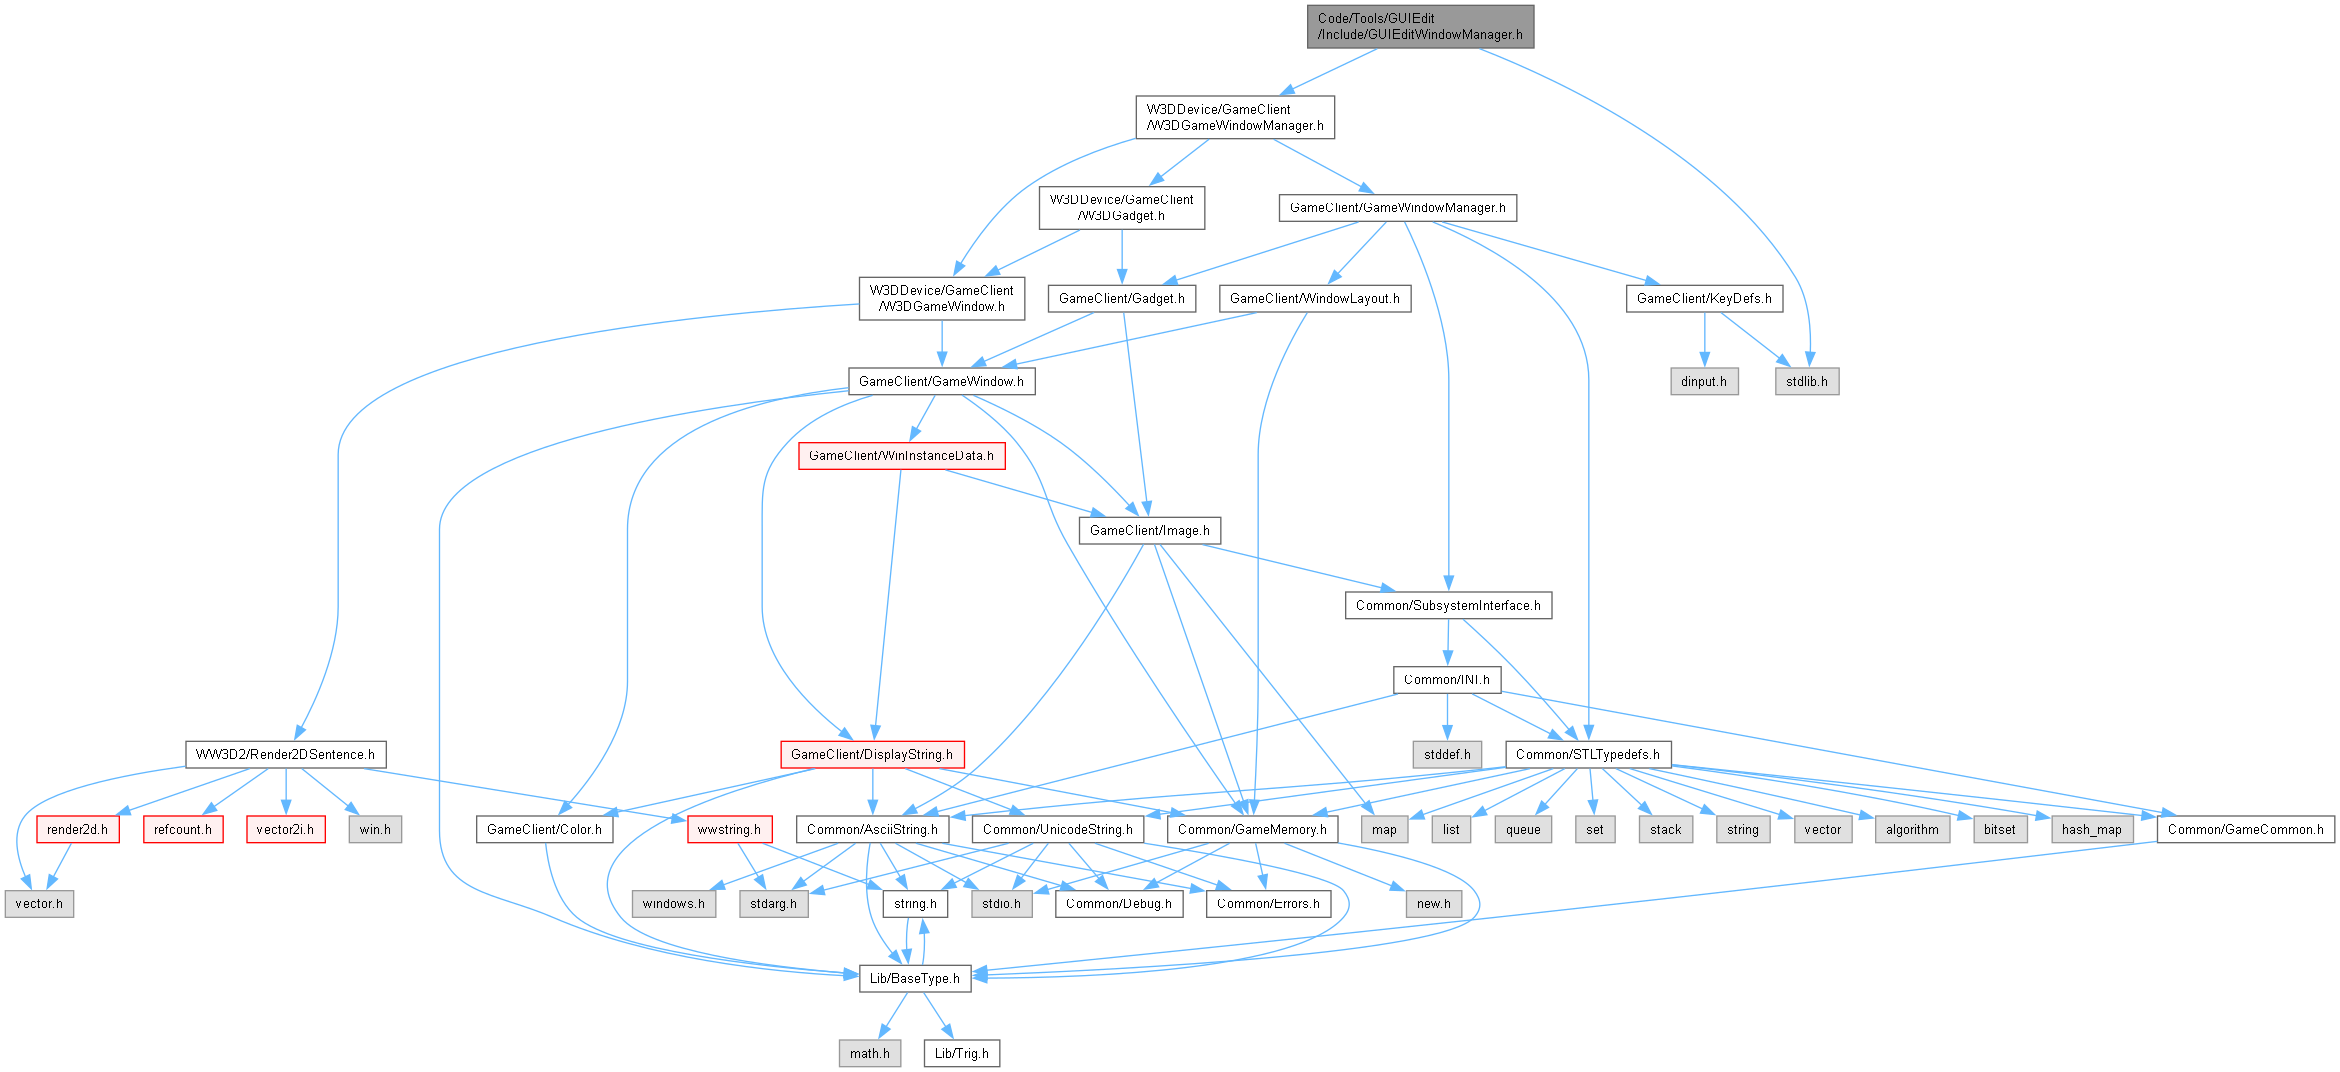 Code/Tools/GUIEdit
/Include/GUIEditWindowManager.h
W3DDevice/GameClient
/W3DGameWindowManager.h
W3DDevice/GameClient
/W3DGadget.h
GameClient/GameWindowManager.h
W3DDevice/GameClient
/W3DGameWindow.h
GameClient/Gadget.h
GameClient/WindowLayout.h
GameClient/KeyDefs.h
GameClient/GameWindow.h
dinput.h
stdlib.h
GameClient/WinInstanceData.h
GameClient/Image.h
Common/SubsystemInterface.h
Common/INI.h
WW3D2/Render2DSentence.h
GameClient/DisplayString.h
stddef.h
Common/STLTypedefs.h
render2d.h
refcount.h
vector2i.h
win.h
GameClient/Color.h
wwstring.h
Common/AsciiString.h
Common/UnicodeString.h
Common/GameMemory.h
map
list
queue
set
stack
string
vector
algorithm
bitset
hash_map
Common/GameCommon.h
vector.h
windows.h
stdarg.h
string.h
stdio.h
Common/Debug.h
Common/Errors.h
new.h
Lib/BaseType.h
math.h
Lib/Trig.h